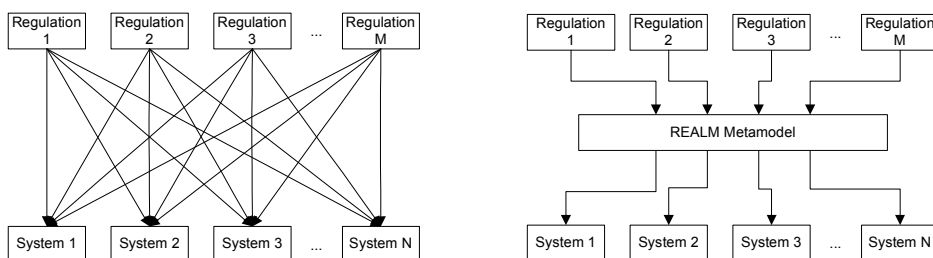 Regulation
1
Regulation
2
Regulation
3
...
Regulation
M
System 1
System 2
System 3
...
System N
Regulation
1
Regulation
2
Regulation
3
...
Regulation
M
REALM Metamodel
System 1
System 2
System 3
...
System N